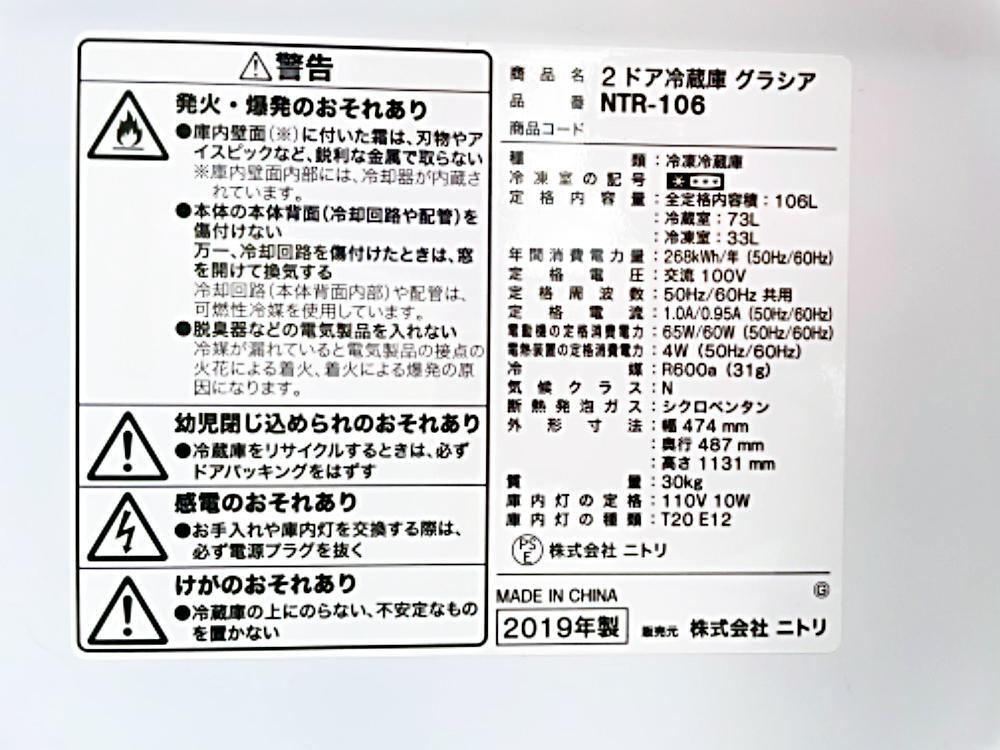 警告
発火・爆発のおそれあり
●庫内壁面(※)に付いた霜は、刃物やア
イスピックなど、鋭利な金属で取らない
※庫内壁面内部には、冷却器が内蔵さ
れています。
●本体の本体背面(冷却回路や配管)を
傷付けない
万一、冷却回路を傷付けたときは、窓
を開けて換気する
冷却回路(本体背面内部)や配管は、
可燃性冷媒を使用しています。
●脱臭器などの電気製品を入れない
冷媒が漏れていると電気製品の接点の
火花による着火、着火による爆発の原
因になります。
幼児閉じ込められのおそれあり
●冷蔵庫をリサイクルするときは、必ず
ドアパッキングをはずす
感電のおそれあり
●お手入れや庫内灯を交換する際は、
必ず電源プラグを抜く
けがのおそれあり
●冷蔵庫の上にのらない、不安定なもの
を置かない
商品名 2ドア冷蔵庫 グラシア
品番 NTR-106
商品コード
種類:冷凍冷蔵庫
冷凍室の記号
定格内容量:全定格内容積:106L
:冷蔵室:73L
:冷凍室:33L
年間消費電力量:268kWh/年 (50Hz/60Hz)
定格電圧:交流 100V
定格周波数:50Hz/60Hz 共用
定格電流:1.0A/0.95A (50Hz/60Hz)
電動機の定格消費電力:65W/60W (50Hz/60Hz)
電熱装置の定格消費電力:4W (50Hz/60Hz)
冷媒:R600a (31g)
気候クラス:N
断熱発泡ガス:シクロペンタン
外形寸法:幅 474 mm
:奥行 487 mm
:高さ 1131 mm
質量:30kg
庫内灯の定格:110V 10W
庫内灯の種類:T20 E12
PSE 株式会社 ニトリ
MADE IN CHINA G
2019年製 販売元 株式会社 ニトリ